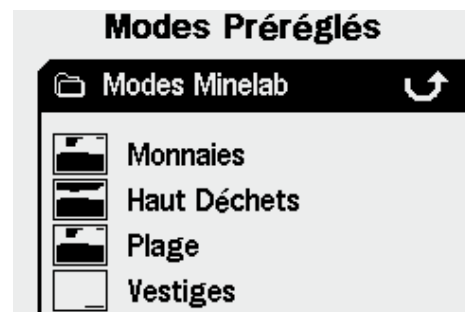 Modes Préréglés
Modes Minelab
Monnaies
Haut Déchets
Plage
Vestiges